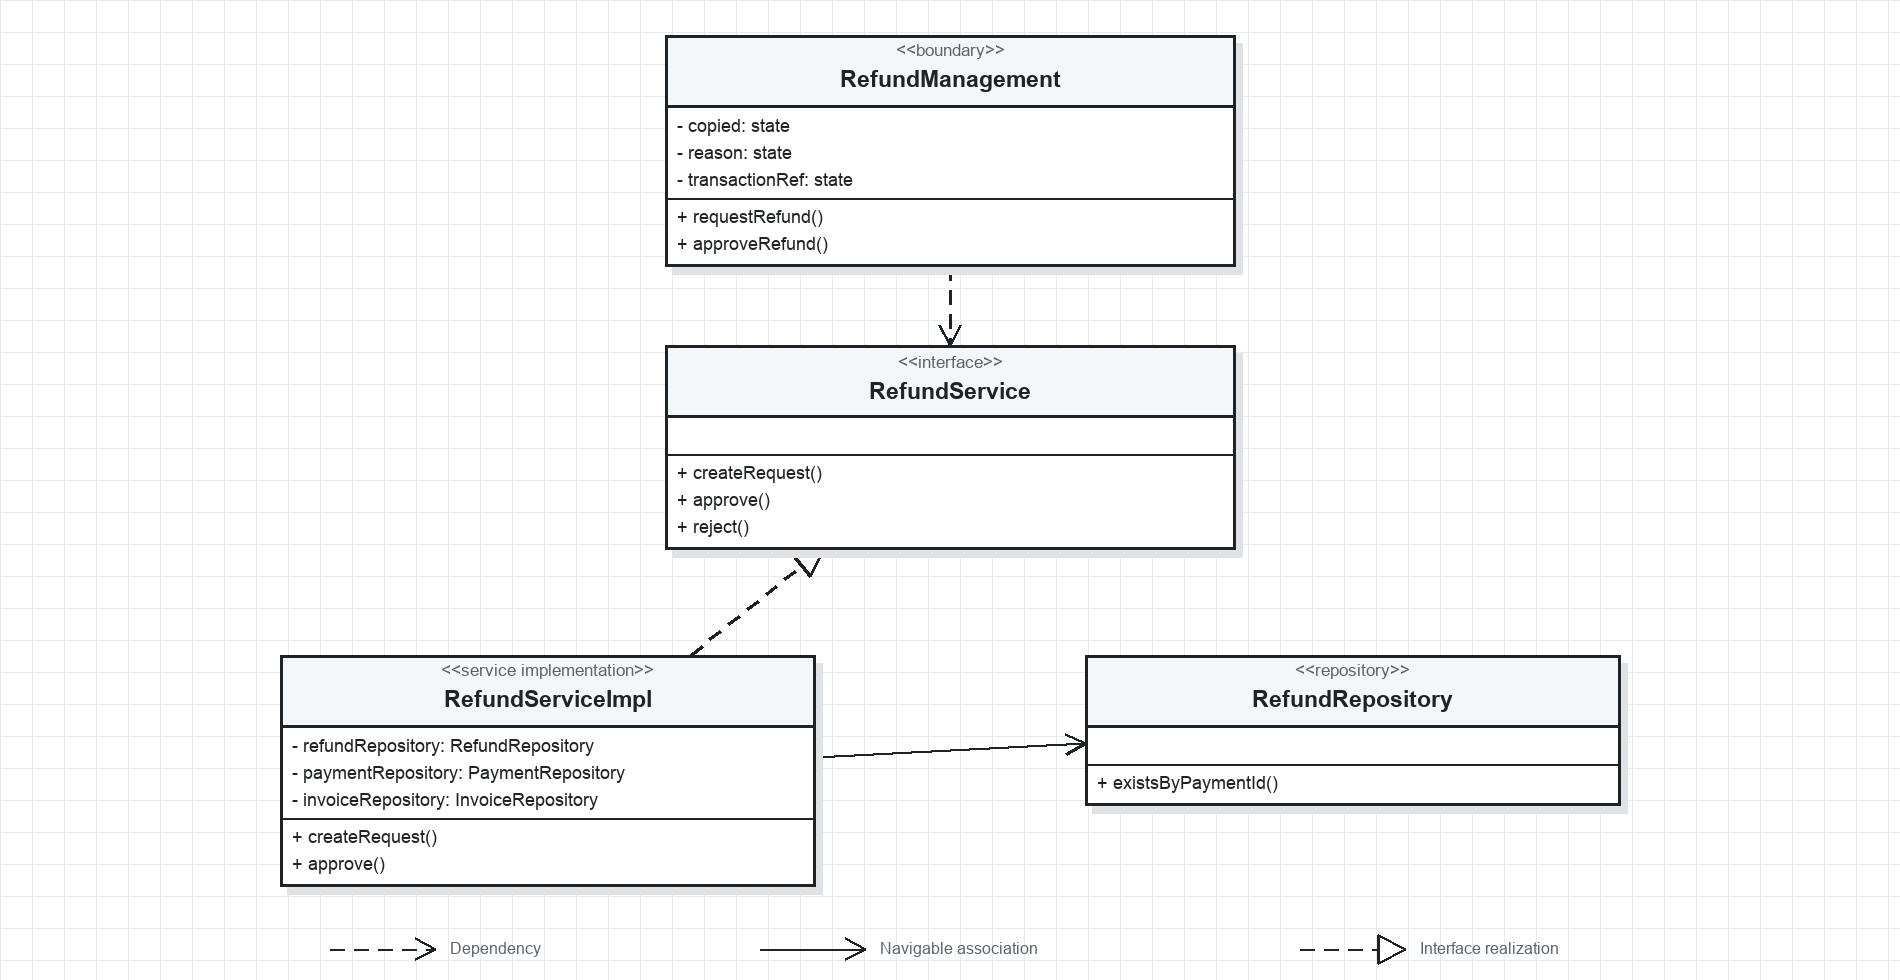 <<boundary>>
RefundManagement
- copied: state
- reason: state
- transactionRef: state
+ requestRefund()
+ approveRefund()
<<interface>>
RefundService
+ createRequest()
+ approve()
+ reject()
<<service implementation>>
RefundServiceImpl
- refundRepository: RefundRepository
- paymentRepository: PaymentRepository
- invoiceRepository: InvoiceRepository
+ createRequest()
+ approve()
<<repository>>
RefundRepository
+ existsByPaymentId()
Dependency
Navigable association
Interface realization